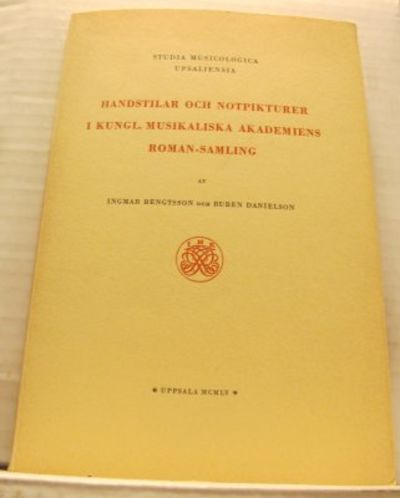 STUDIA MUSICOLOGICA
UPSALIENSIA
HANDSTILAR OCH NOTPIKTURER
I KUNGL. MUSIKALISKA AKADEMIENS
ROMAN-SAMLING
AV
INGMAR BENGTSSON OCH RUBEN DANIELSON
I M C
* UPPSALA MCMLV *